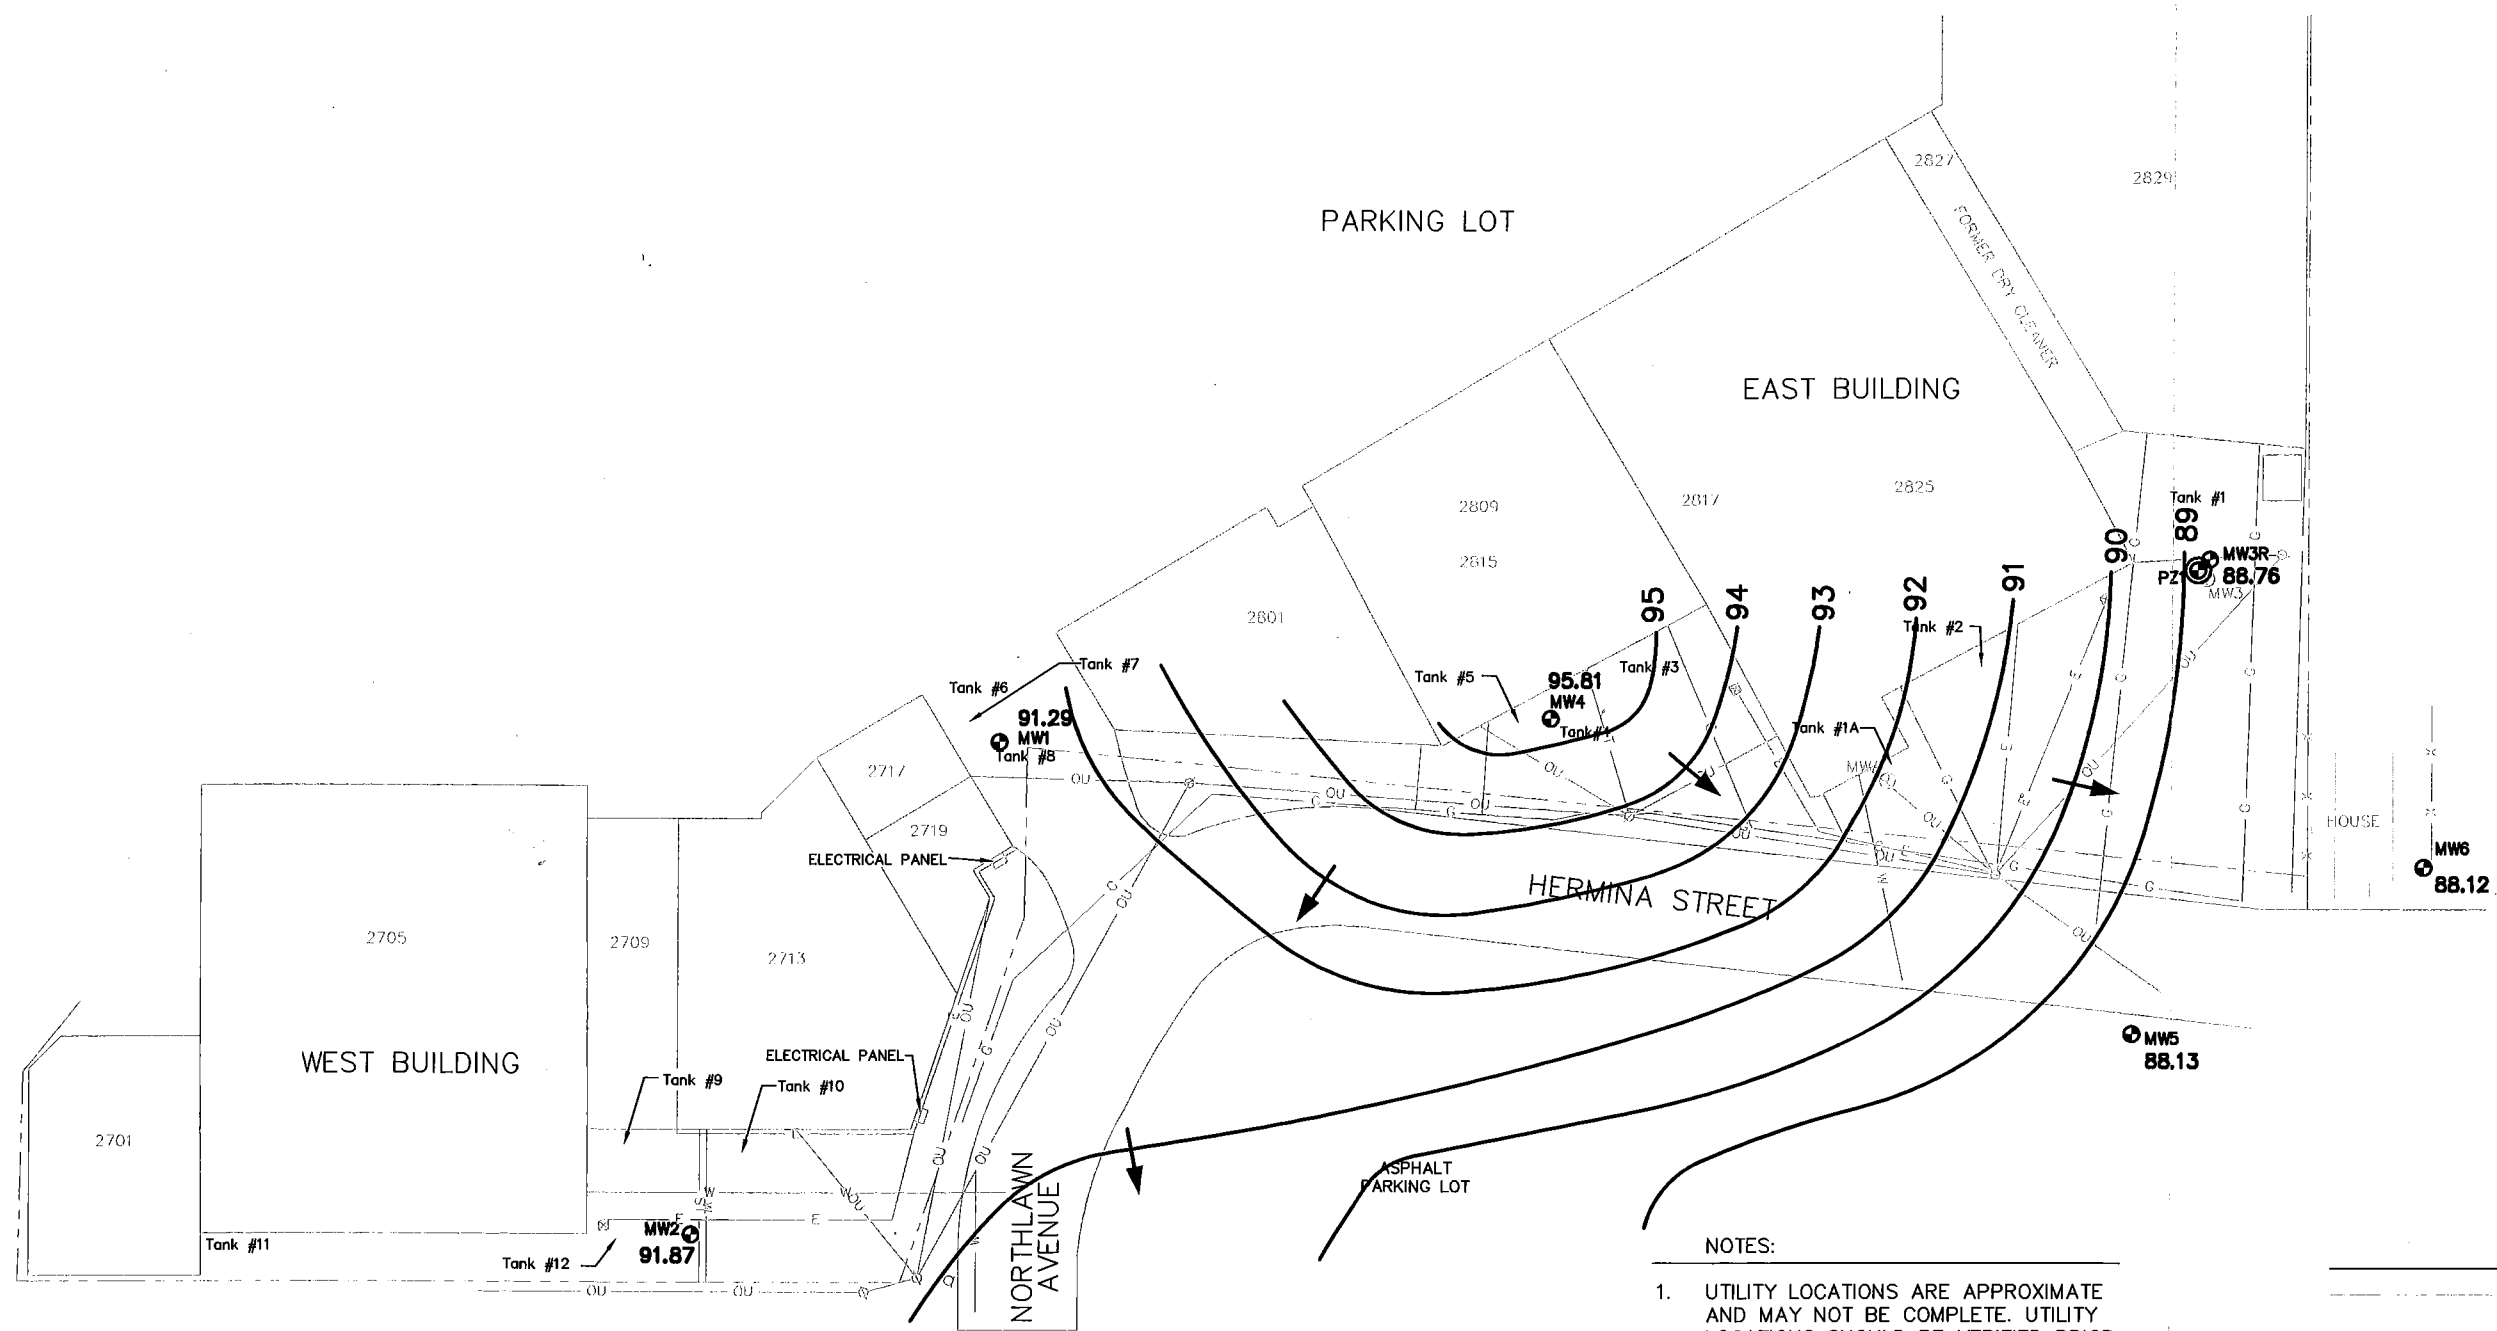 PARKING LOT
2827
2829
FORMER DRY CLEANER
EAST BUILDING
2809
2817
2825
2815
2801
Tank #1
95
94
93
92
91
90
89
MW3R
88.76
PZ1
MW3
Tank #2
Tank #3
Tank #5
95.81
MW4
Tank#4
Tank #1A
Tank #7
Tank #6
91.29
MW1
Tank #8
2717
2719
ELECTRICAL PANEL
HOUSE
MW6
88.12
HERMINA STREET
2705
2709
2713
WEST BUILDING
ELECTRICAL PANEL
Tank #9
Tank #10
MW5
88.13
2701
NORTHLAWN
AVENUE
ASPHALT
PARKING LOT
Tank #11
Tank #12
MW2
91.87
OU
OU
NOTES:
1. UTILITY LOCATIONS ARE APPROXIMATE
AND MAY NOT BE COMPLETE. UTILITY